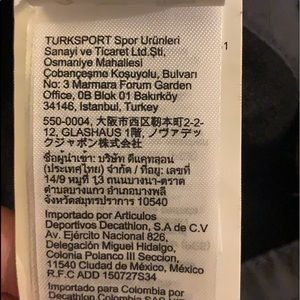 TURKSPORT Spor Ürünleri
Sanayi ve Ticaret Ltd.Şti,
Osmaniye Mahallesi
Çobançeşme Koşuyolu, Bulvarı
No: 3 Marmara Forum Garden
Office, 0B Blok 01 Bakırköy
34146, Istanbul, Turkey
550-0004, 大阪市西区靭本町2-2-
12, GLASHAUS 1階, ノヴァデッ
クジャポン株式会社
ชื่อผู้นำเข้า: บริษัท ดีแคทลอน
(ประเทศไทย) จำกัด / ที่อยู่: เลขที่
14/9 หมู่ที่ 13 ถนนบางนา-ตราด
ตำบลบางแก้ว อำเภอบางพลี
จังหวัดสมุทรปราการ 10540
Importado por Articulos
Deportivos Decathlon, S.A de C.V
Av. Ejército Nacional 826,
Delegación Miguel Hidalgo,
Colonia Polanco III Sección,
11540 Ciudad de México, México
R.F.C ADD 150727S34
Importado para Colombia por